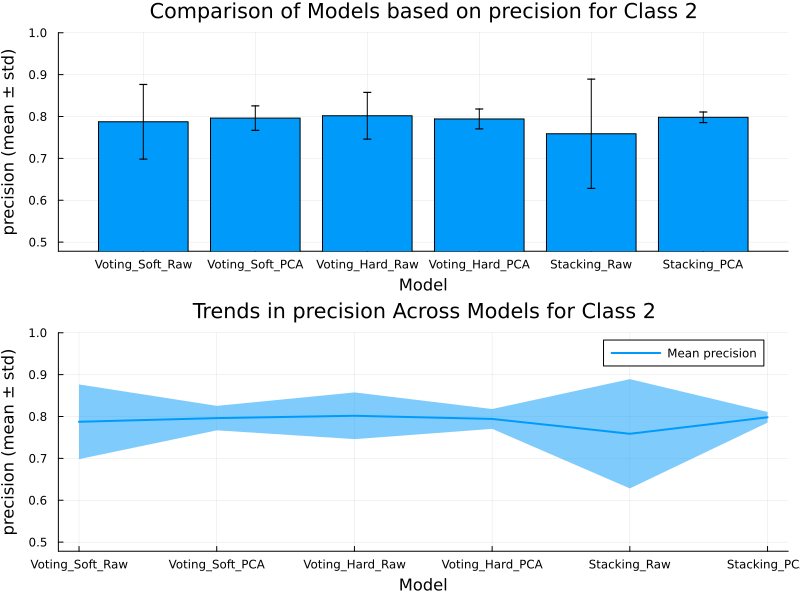 Comparison of Models based on precision for Class 2
precision (mean ± std)
1.0
0.9
0.8
0.7
0.6
0.5
Voting_Soft_Raw Voting_Soft_PCA Voting_Hard_Raw Voting_Hard_PCA Stacking_Raw Stacking_PCA
Model
Trends in precision Across Models for Class 2
precision (mean ± std)
1.0
0.9
0.8
0.7
0.6
0.5
Mean precision
Voting_Soft_Raw Voting_Soft_PCA Voting_Hard_Raw Voting_Hard_PCA Stacking_Raw Stacking_PC
Model